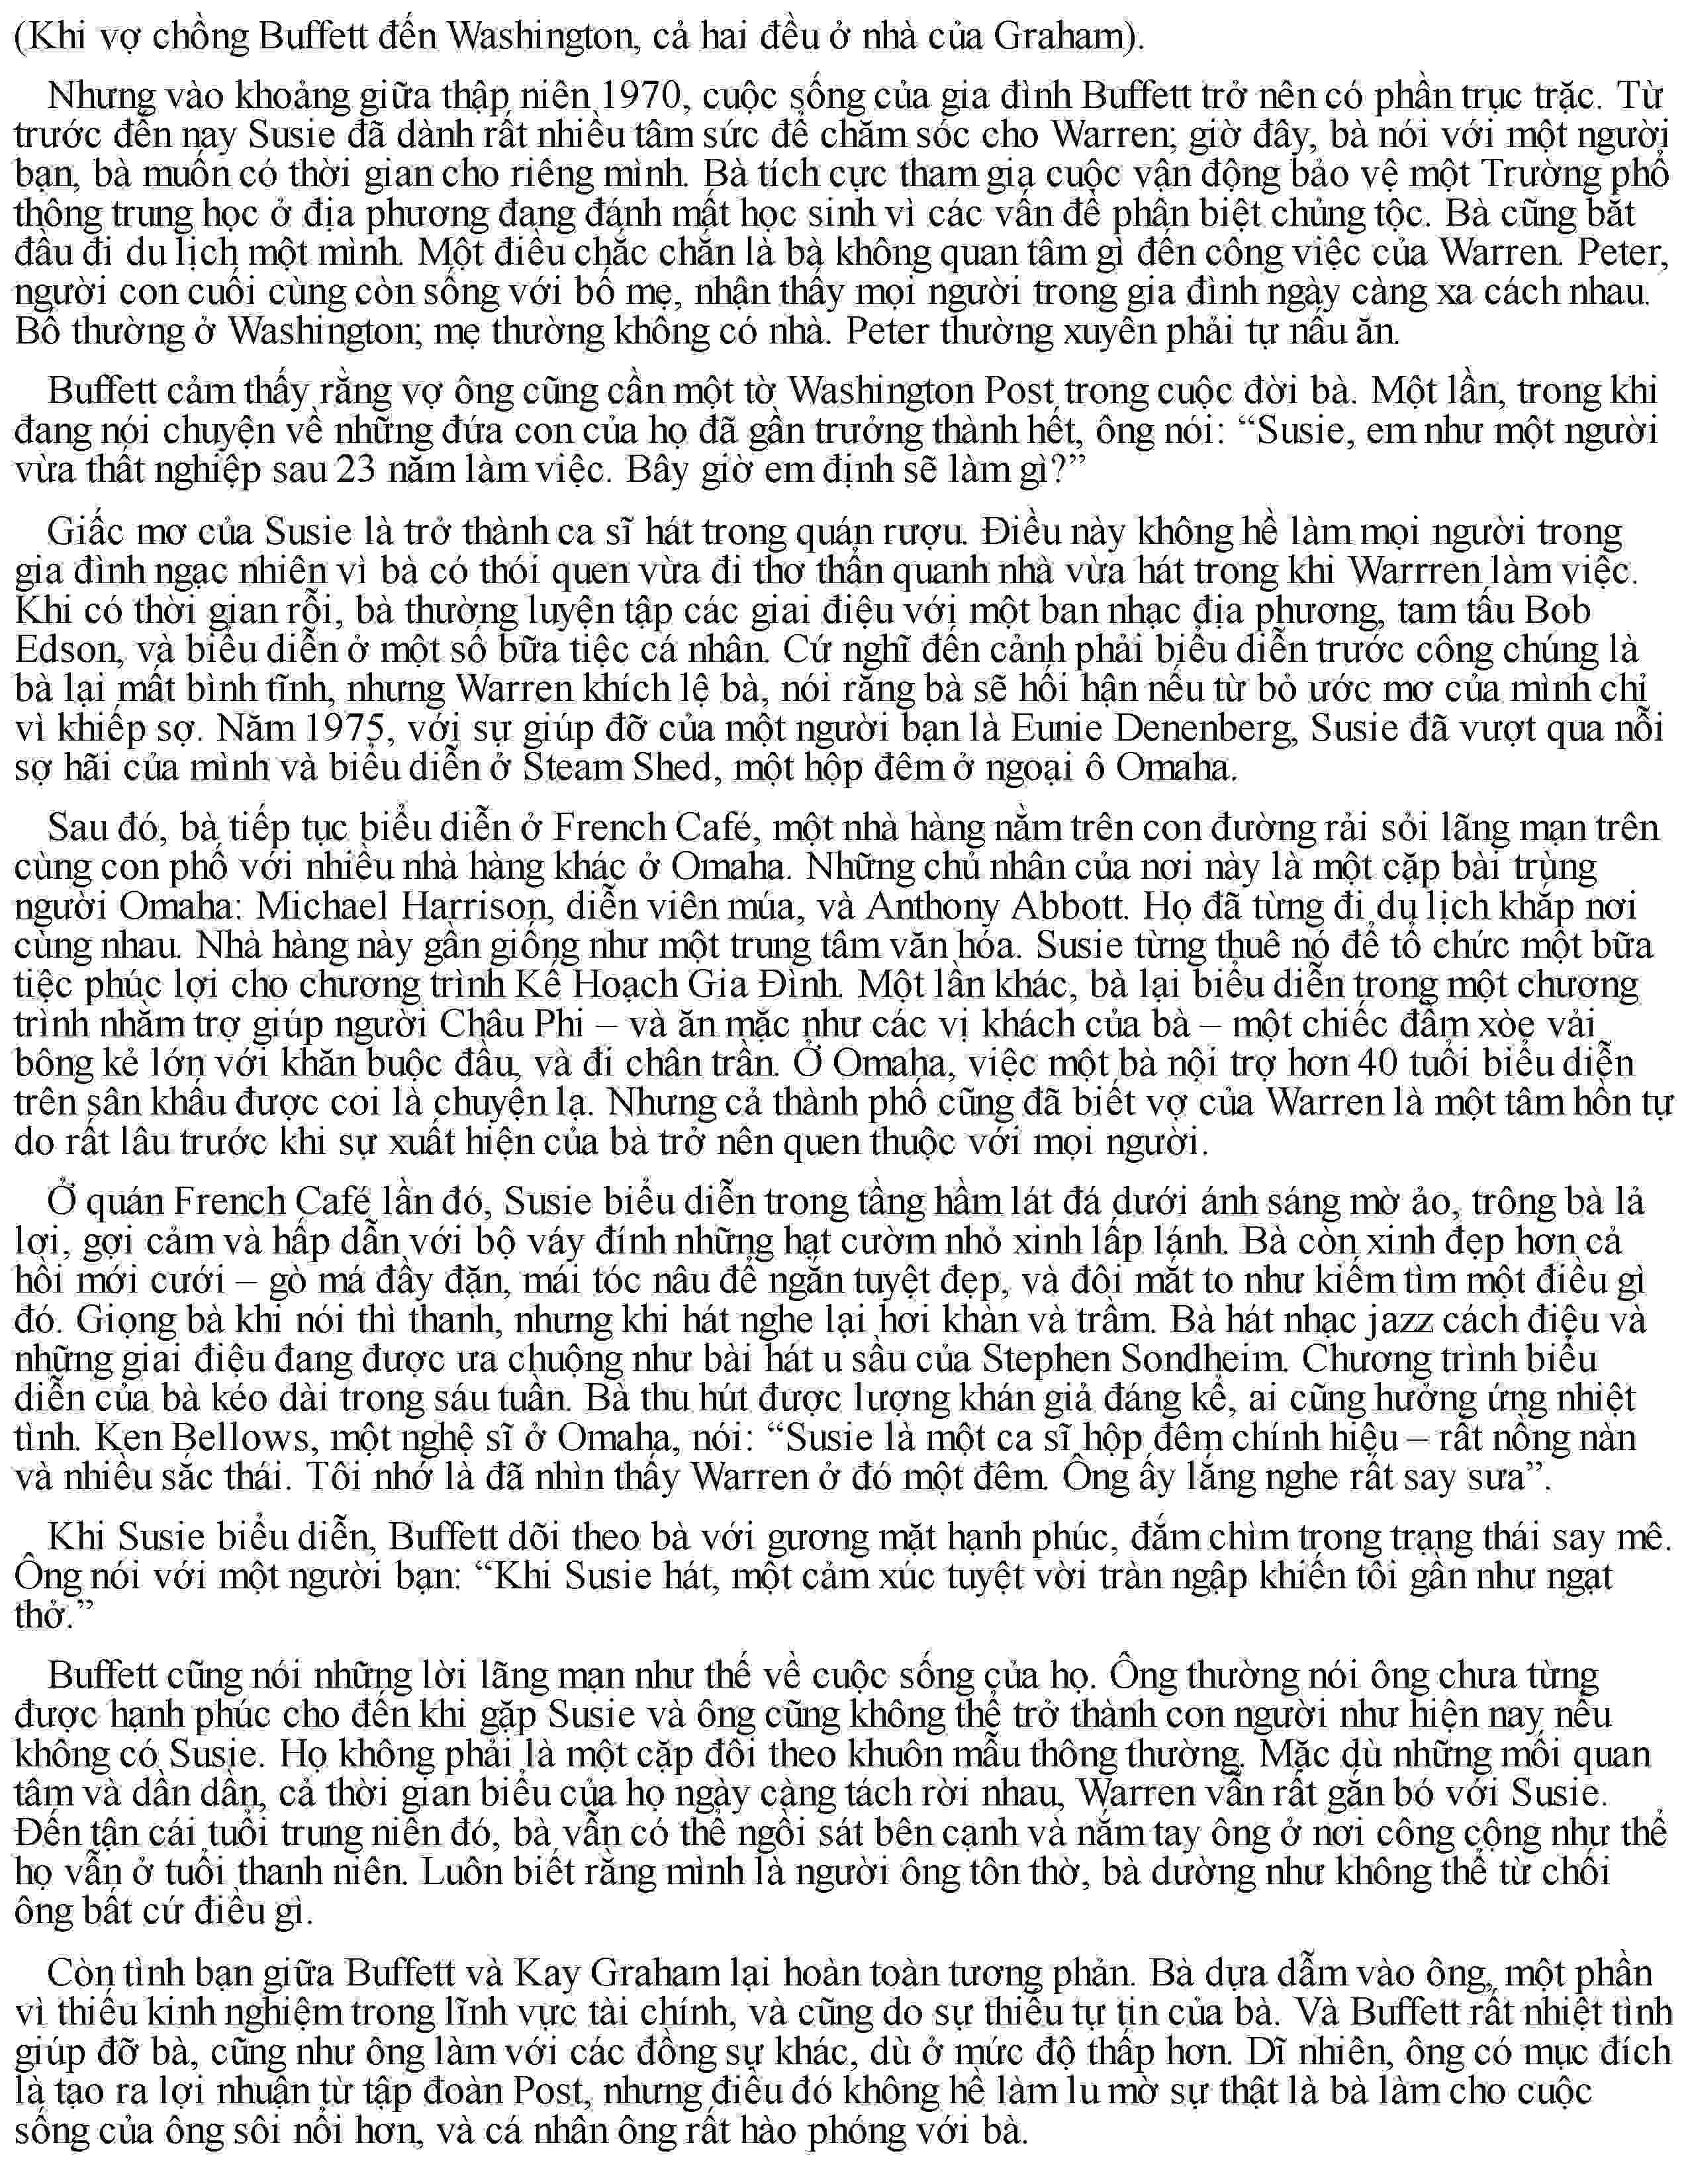 (Khi vợ chồng Buffett đến Washington, cả hai đều ở nhà của Graham).
Nhưng vào khoảng giữa thập niên 1970, cuộc sống của gia đình Buffett trở nên có phần trục trặc. Từ
trước đến nay Susie đã dành rất nhiều tâm sức để chăm sóc cho Warren; giờ đây, bà nói với một người
bạn, bà muốn có thời gian cho riêng mình. Bà tích cực tham gia cuộc vận động bảo vệ một Trường phổ
thông trung học ở địa phương đang đánh mất học sinh vì các vấn đề phân biệt chủng tộc. Bà cũng bắt
đầu đi du lịch một mình. Một điều chắc chắn là bà không quan tâm gì đến công việc của Warren. Peter,
người con cuối cùng còn sống với bố mẹ, nhận thấy mọi người trong gia đình ngày càng xa cách nhau.
Bố thường ở Washington; mẹ thường không có nhà. Peter thường xuyên phải tự nấu ăn.
Buffett cảm thấy rằng vợ ông cũng cần một tờ Washington Post trong cuộc đời bà. Một lần, trong khi
đang nói chuyện về những đứa con của họ đã gần trưởng thành hết, ông nói: “Susie, em như một người
vừa thất nghiệp sau 23 năm làm việc. Bây giờ em định sẽ làm gì?”
Giấc mơ của Susie là trở thành ca sĩ hát trong quán rượu. Điều này không hề làm mọi người trong
gia đình ngạc nhiên vì bà có thói quen vừa đi thơ thẩn quanh nhà vừa hát trong khi Warrren làm việc.
Khi có thời gian rỗi, bà thường luyện tập các giai điệu với một ban nhạc địa phương, tam tấu Bob
Edson, và biểu diễn ở một số bữa tiệc cá nhân. Cứ nghĩ đến cảnh phải biểu diễn trước công chúng là
bà lại mất bình tĩnh, nhưng Warren khích lệ bà, nói rằng bà sẽ hối hận nếu từ bỏ ước mơ của mình chỉ
vì khiếp sợ. Năm 1975, với sự giúp đỡ của một người bạn là Eunie Denenberg, Susie đã vượt qua nỗi
sợ hãi của mình và biểu diễn ở Steam Shed, một hộp đêm ở ngoại ô Omaha.
Sau đó, bà tiếp tục biểu diễn ở French Café, một nhà hàng nằm trên con đường rải sỏi lãng mạn trên
cùng con phố với nhiều nhà hàng khác ở Omaha. Những chủ nhân của nơi này là một cặp bài trùng
người Omaha: Michael Harrison, diễn viên múa, và Anthony Abbott. Họ đã từng đi du lịch khắp nơi
cùng nhau. Nhà hàng này gần giống như một trung tâm văn hóa. Susie từng thuê nó để tổ chức một bữa
tiệc phúc lợi cho chương trình Kế Hoạch Gia Đình. Một lần khác, bà lại biểu diễn trong một chương
trình nhằm trợ giúp người Châu Phi – và ăn mặc như các vị khách của bà – một chiếc đầm xòe vải
bông kẻ lớn với khăn buộc đầu, và đi chân trần. Ở Omaha, việc một bà nội trợ hơn 40 tuổi biểu diễn
trên sân khấu được coi là chuyện lạ. Nhưng cả thành phố cũng đã biết vợ của Warren là một tâm hồn tự
do rất lâu trước khi sự xuất hiện của bà trở nên quen thuộc với mọi người.
Ở quán French Café lần đó, Susie biểu diễn trong tầng hầm lát đá dưới ánh sáng mờ ảo, trông bà lả
lợi, gợi cảm và hấp dẫn với bộ váy đính những hạt cườm nhỏ xinh lấp lánh. Bà còn xinh đẹp hơn cả
hồi mới cưới – gò má đầy đặn, mái tóc nâu để ngắn tuyệt đẹp, và đôi mắt to như kiếm tìm một điều gì
đó. Giọng bà khi nói thì thanh, nhưng khi hát nghe lại hơi khàn và trầm. Bà hát nhạc jazz cách điệu và
những giai điệu đang được ưa chuộng như bài hát u sầu của Stephen Sondheim. Chương trình biểu
diễn của bà kéo dài trong sáu tuần. Bà thu hút được lượng khán giả đáng kể, ai cũng hưởng ứng nhiệt
tình. Ken Bellows, một nghệ sĩ ở Omaha, nói: “Susie là một ca sĩ hộp đêm chính hiệu – rất nồng nàn
và nhiều sắc thái. Tôi nhớ là đã nhìn thấy Warren ở đó một đêm. Ông ấy lắng nghe rất say sưa”.
Khi Susie biểu diễn, Buffett dõi theo bà với gương mặt hạnh phúc, đắm chìm trong trạng thái say mê.
Ông nói với một người bạn: “Khi Susie hát, một cảm xúc tuyệt vời tràn ngập khiến tôi gần như ngạt
thở.”
Buffett cũng nói những lời lãng mạn như thế về cuộc sống của họ. Ông thường nói ông chưa từng
được hạnh phúc cho đến khi gặp Susie và ông cũng không thể trở thành con người như hiện nay nếu
không có Susie. Họ không phải là một cặp đôi theo khuôn mẫu thông thường. Mặc dù những mối quan
tâm và dần dần, cả thời gian biểu của họ ngày càng tách rời nhau, Warren vẫn rất gắn bó với Susie.
Đến tận cái tuổi trung niên đó, bà vẫn có thể ngồi sát bên cạnh và nắm tay ông ở nơi công cộng như thể
họ vẫn ở tuổi thanh niên. Luôn biết rằng mình là người ông tôn thờ, bà dường như không thể từ chối
ông bất cứ điều gì.
Còn tình bạn giữa Buffett và Kay Graham lại hoàn toàn tương phản. Bà dựa dẫm vào ông, một phần
vì thiếu kinh nghiệm trong lĩnh vực tài chính, và cũng do sự thiếu tự tin của bà. Và Buffett rất nhiệt tình
giúp đỡ bà, cũng như ông làm với các đồng sự khác, dù ở mức độ thấp hơn. Dĩ nhiên, ông có mục đích
là tạo ra lợi nhuận từ tập đoàn Post, nhưng điều đó không hề làm lu mờ sự thật là bà làm cho cuộc
sống của ông sôi nổi hơn, và cá nhân ông rất hào phóng với bà.